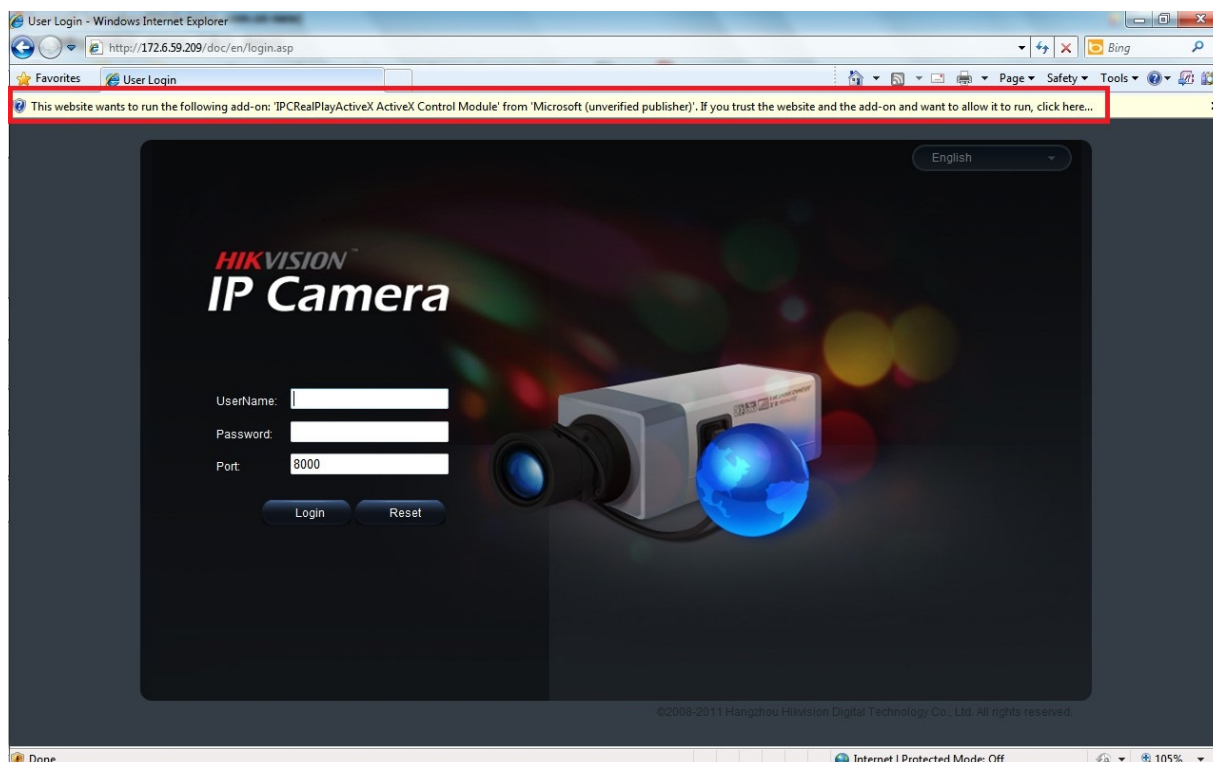 User Login - Windows Internet Explorer
http://172.6.59.209/doc/en/login.asp
Bing
Favorites
User Login
Page
Safety
Tools
This website wants to run the following add-on: 'IPCRealPlayActiveX ActiveX Control Module' from 'Microsoft (unverified publisher)'. If you trust the website and the add-on and want to allow it to run, click here...
English
HIKVISION™
IP Camera
UserName:
Password:
Port: 8000
Login Reset
©2008-2011 Hangzhou Hikvision Digital Technology Co., Ltd. All rights reserved.
Done
Internet | Protected Mode: Off
105%